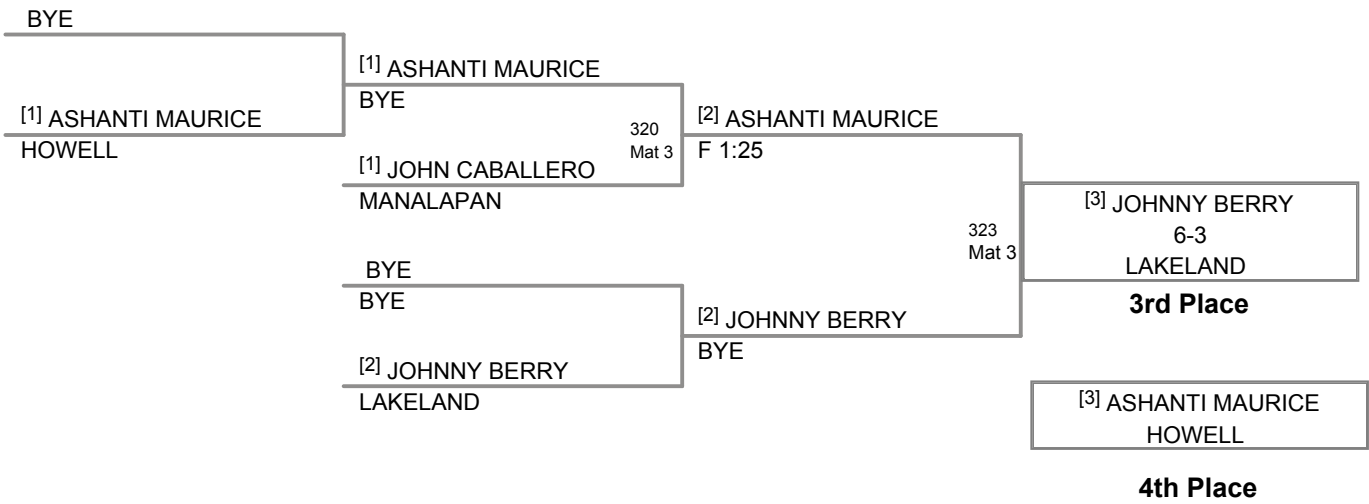 BYE
[1] ASHANTI MAURICE
HOWELL
[1] ASHANTI MAURICE
BYE
320
Mat 3
[1] JOHN CABALLERO
MANALAPAN
BYE
BYE
[2] JOHNNY BERRY
LAKELAND
[2] ASHANTI MAURICE
F 1:25
323
Mat 3
[2] JOHNNY BERRY
BYE
[3] JOHNNY BERRY
6-3
LAKELAND
3rd Place
[3] ASHANTI MAURICE
HOWELL
4th Place